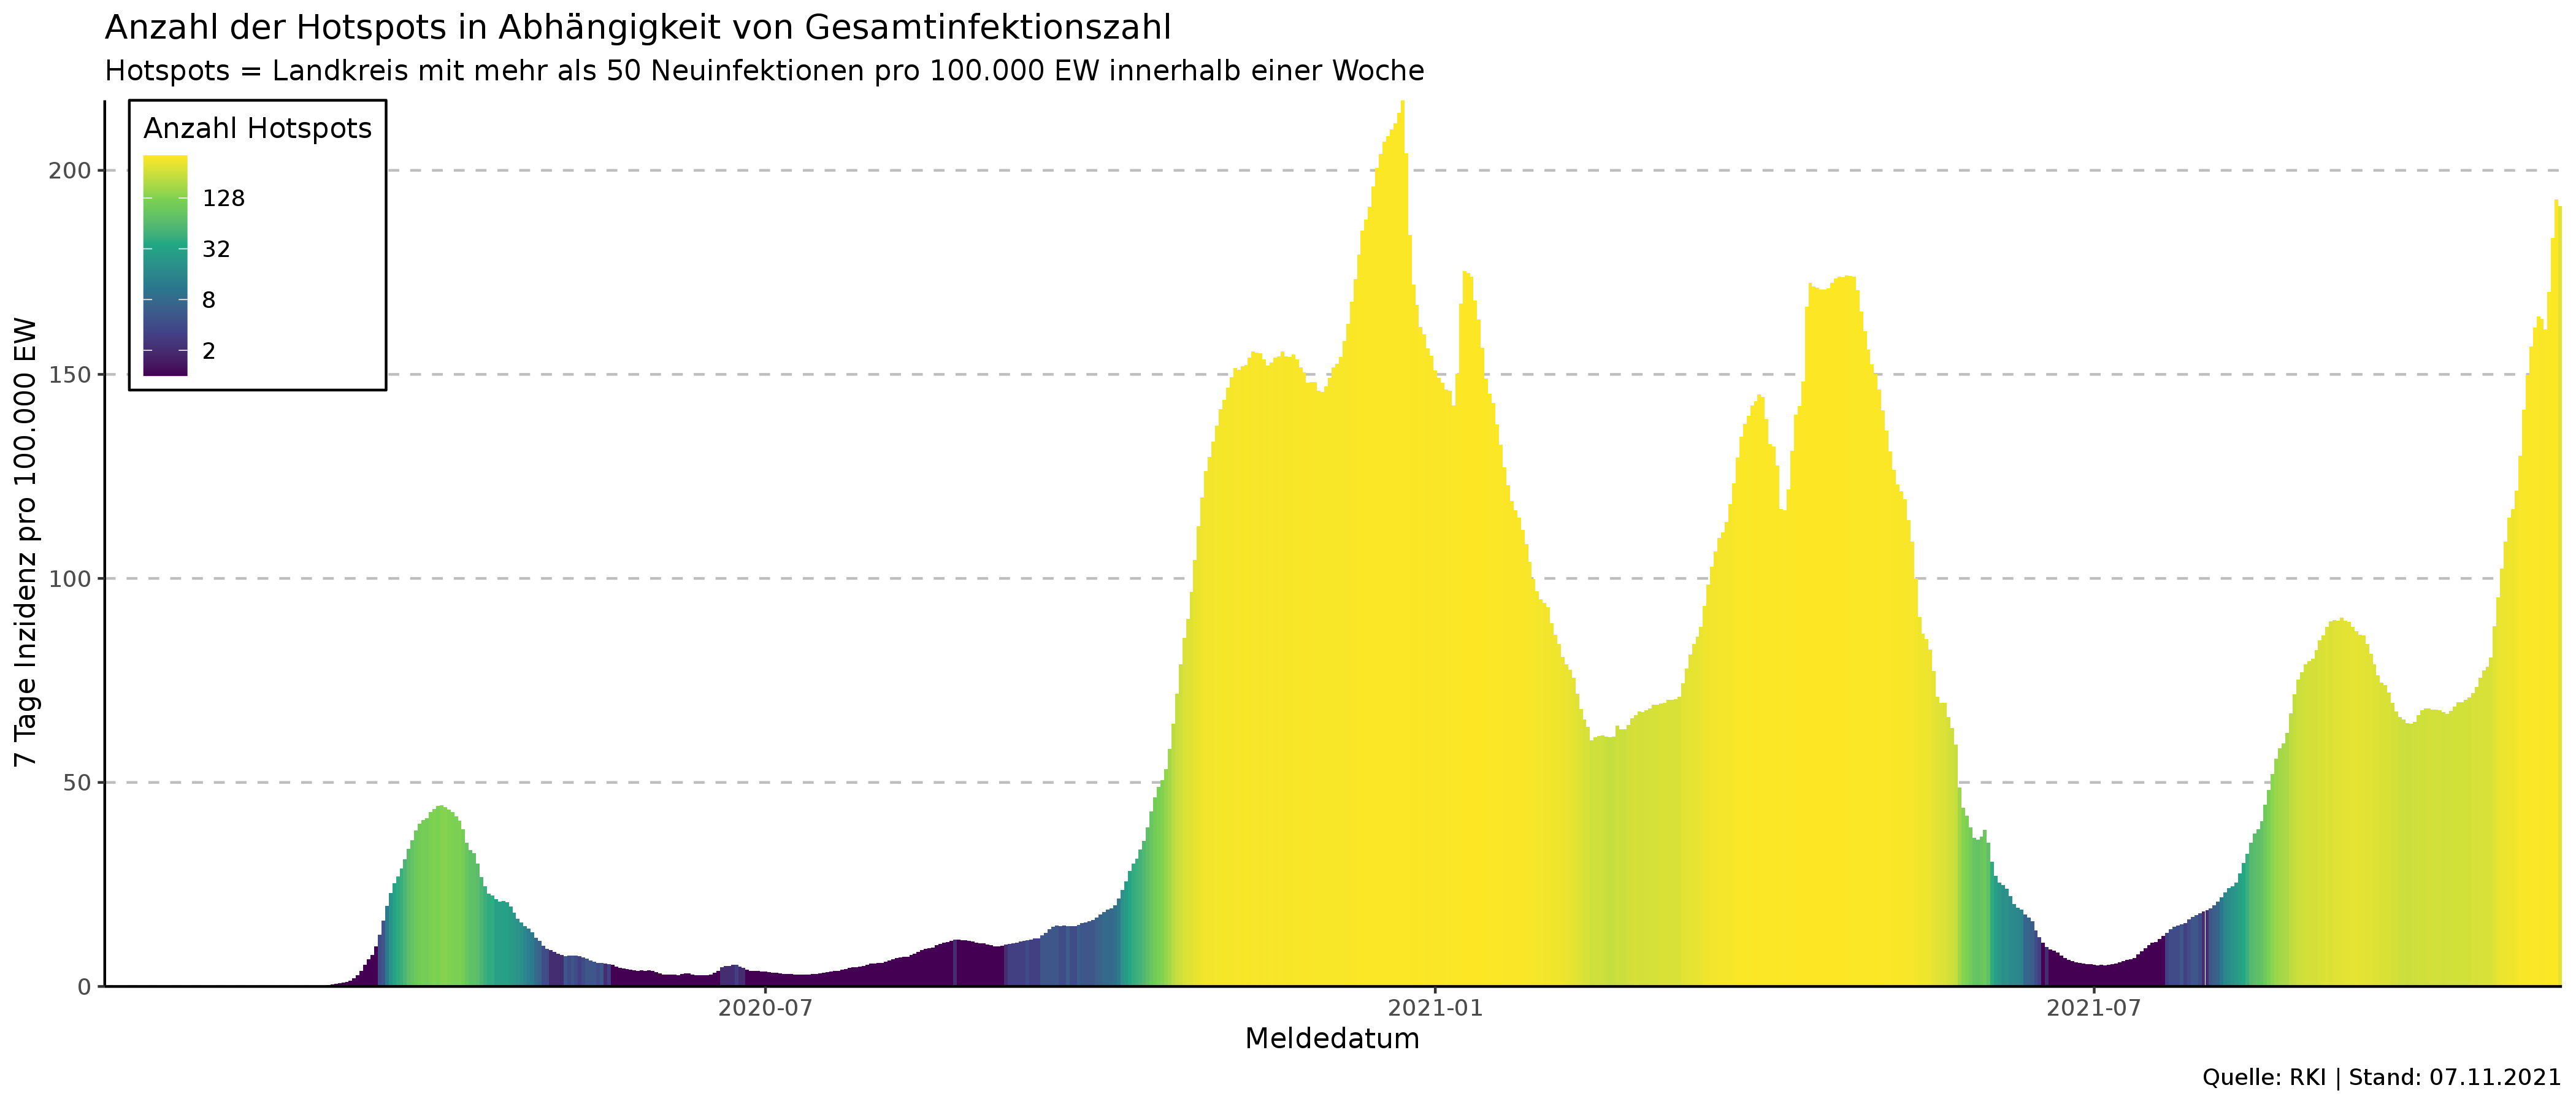 Anzahl der Hotspots in Abhängigkeit von Gesamtinfektionszahl
Hotspots = Landkreis mit mehr als 50 Neuinfektionen pro 100.000 EW innerhalb einer Woche
Anzahl Hotspots
128
32
8
2
7 Tage Inzidenz pro 100.000 EW
200
150
100
50
0
2020-07
2021-01
2021-07
Meldedatum
Quelle: RKI | Stand: 07.11.2021